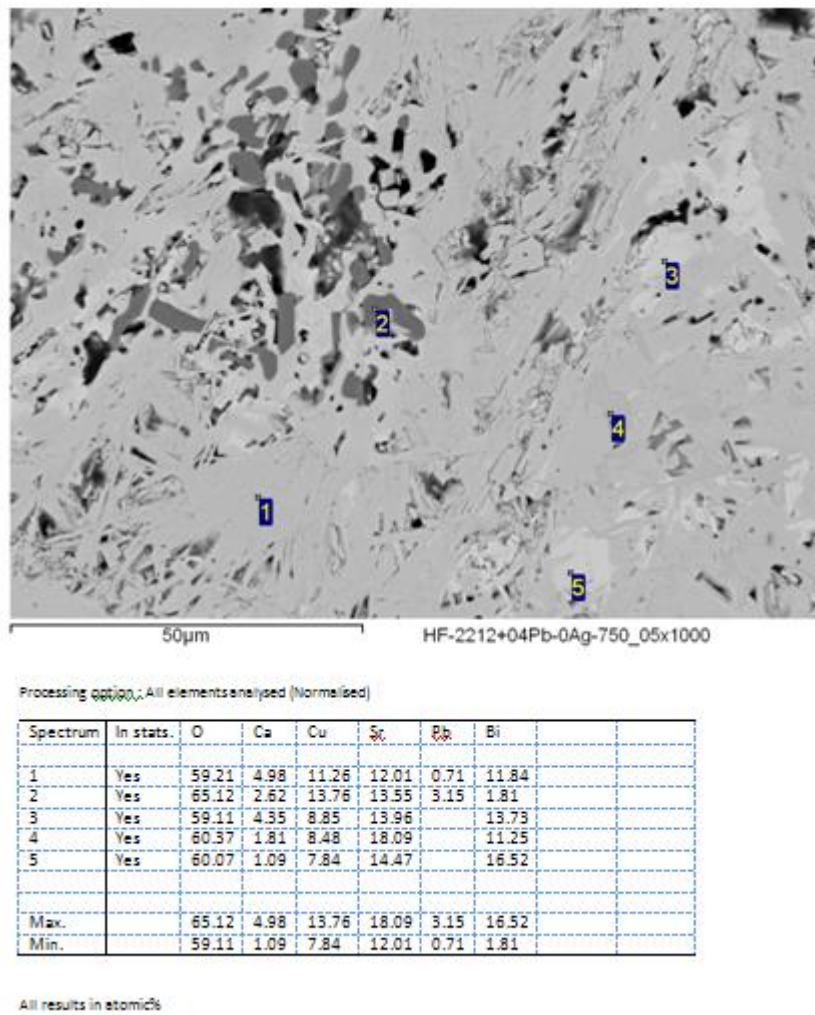 3
2
4
1
5
50µm HF-2212+04Pb-0Ag-750_05x1000
Processing option : All elements analysed (Normalised)
Spectrum In stats. O Ca Cu Sr Pb Bi
1 Yes 59.21 4.98 11.26 12.01 0.71 11.84
2 Yes 65.12 2.62 13.76 13.55 3.15 1.81
3 Yes 59.11 4.35 8.85 13.96 13.73
4 Yes 60.37 1.81 8.48 18.09 11.25
5 Yes 60.07 1.09 7.84 14.47 16.52
Max. 65.12 4.98 13.76 18.09 3.15 16.52
Min. 59.11 1.09 7.84 12.01 0.71 1.81
All results in atomic%